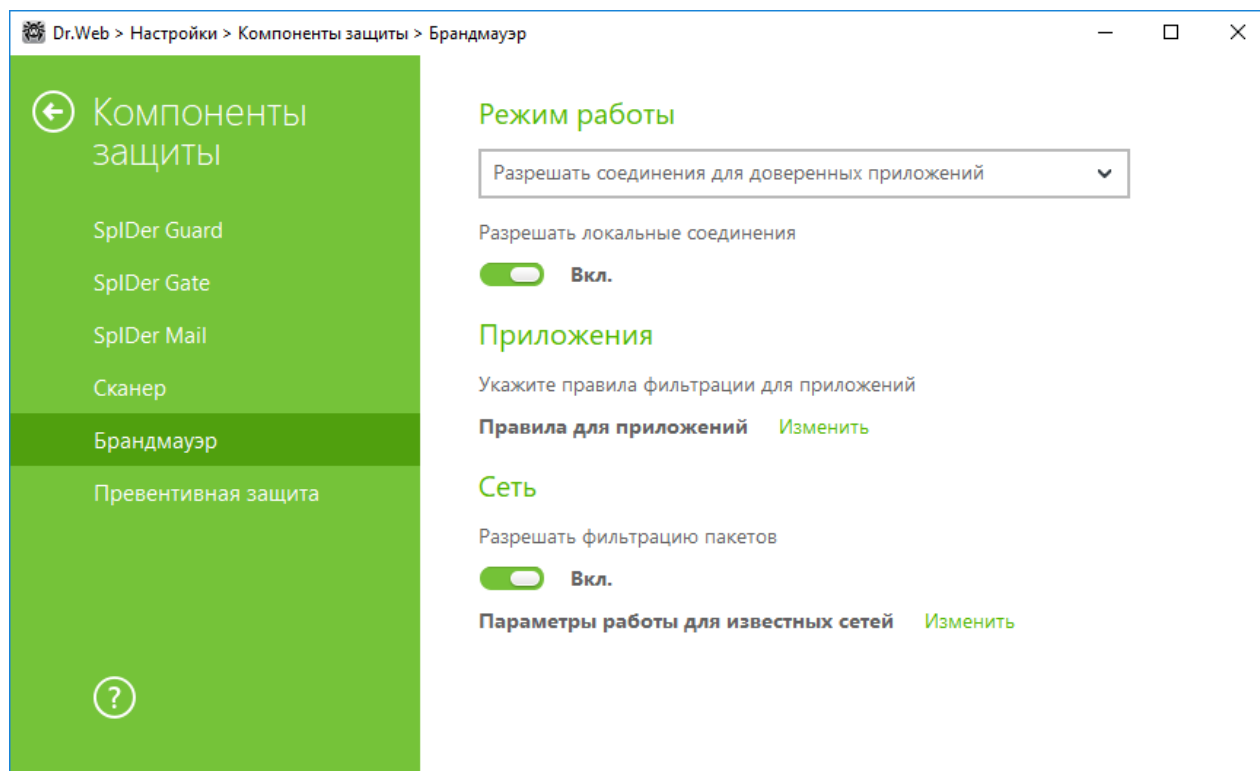 Dr.Web > Настройки > Компоненты защиты > Брандмауэр
Компоненты
защиты
SpIDer Guard
SpIDer Gate
SpIDer Mail
Сканер
Брандмауэр
Превентивная защита
?
Режим работы
Разрешать соединения для доверенных приложений
Разрешать локальные соединения
Вкл.
Приложения
Укажите правила фильтрации для приложений
Правила для приложений Изменить
Сеть
Разрешать фильтрацию пакетов
Вкл.
Параметры работы для известных сетей Изменить